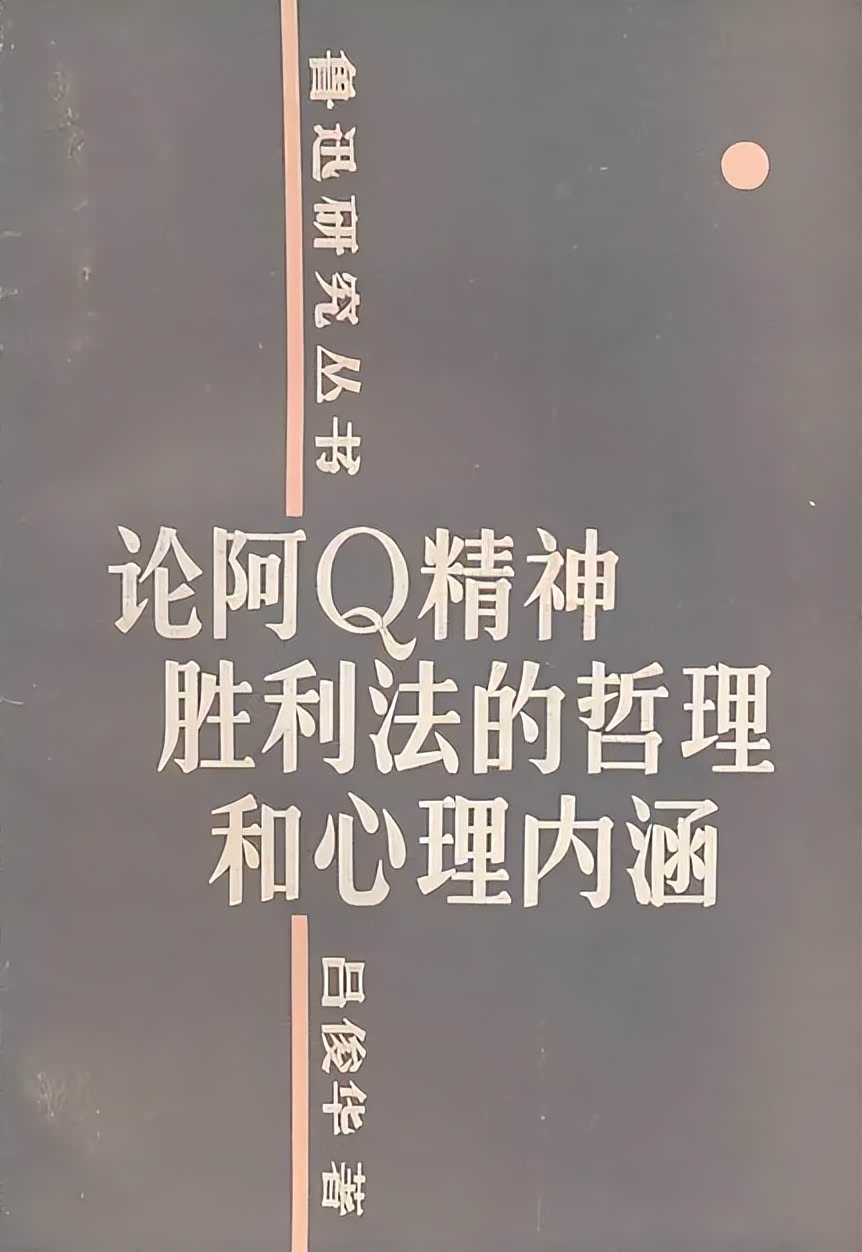 鲁迅研究丛书
论阿Q精神
胜利法的哲理
和心理内涵
吕俊华 著